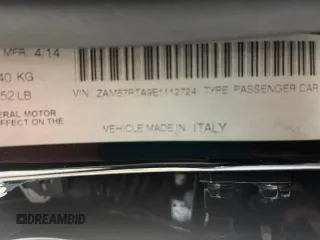 MFR. 4/14
40 KG
52 LB
VIN: ZAM57RTA9E1112724 TYPE: PASSENGER CAR
ERAL MOTOR
EFFECT ON THE
VEHICLE MADE IN: ITALY
DREAMBID